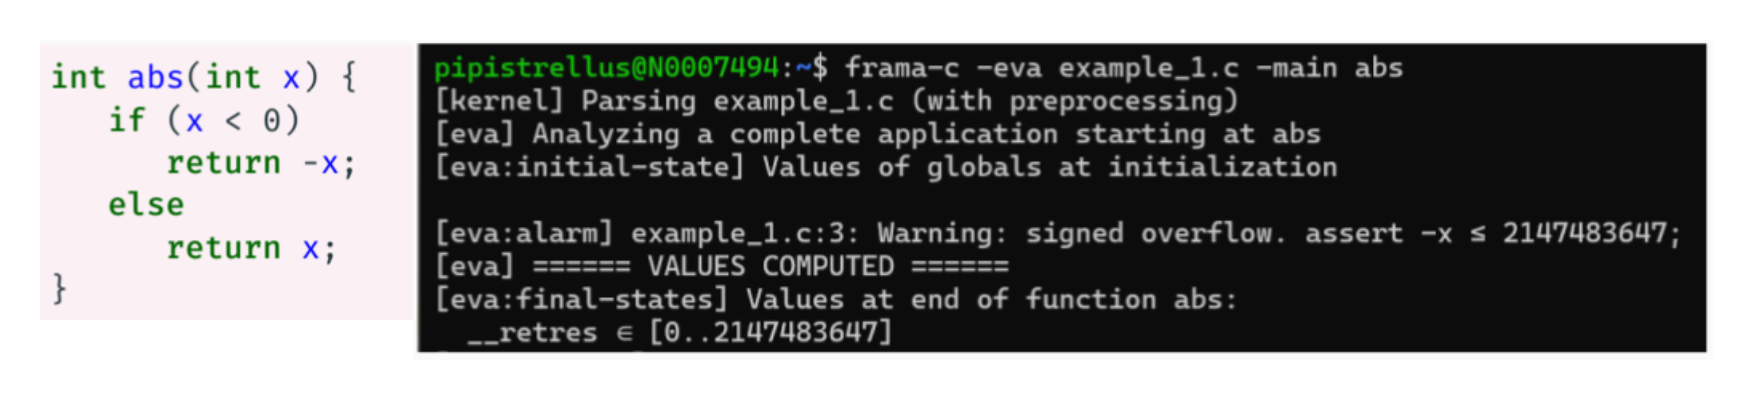 int abs(int x) {
if (x < 0)
return -x;
else
return x;
}
pipistrellus@N0007494:~$ frama-c -eva example_1.c -main abs
[kernel] Parsing example_1.c (with preprocessing)
[eva] Analyzing a complete application starting at abs
[eva:initial-state] Values of globals at initialization
[eva:alarm] example_1.c:3: Warning: signed overflow. assert -x ≤ 2147483647;
[eva] ====== VALUES COMPUTED ======
[eva:final-states] Values at end of function abs:
__retres ∈ [0..2147483647]